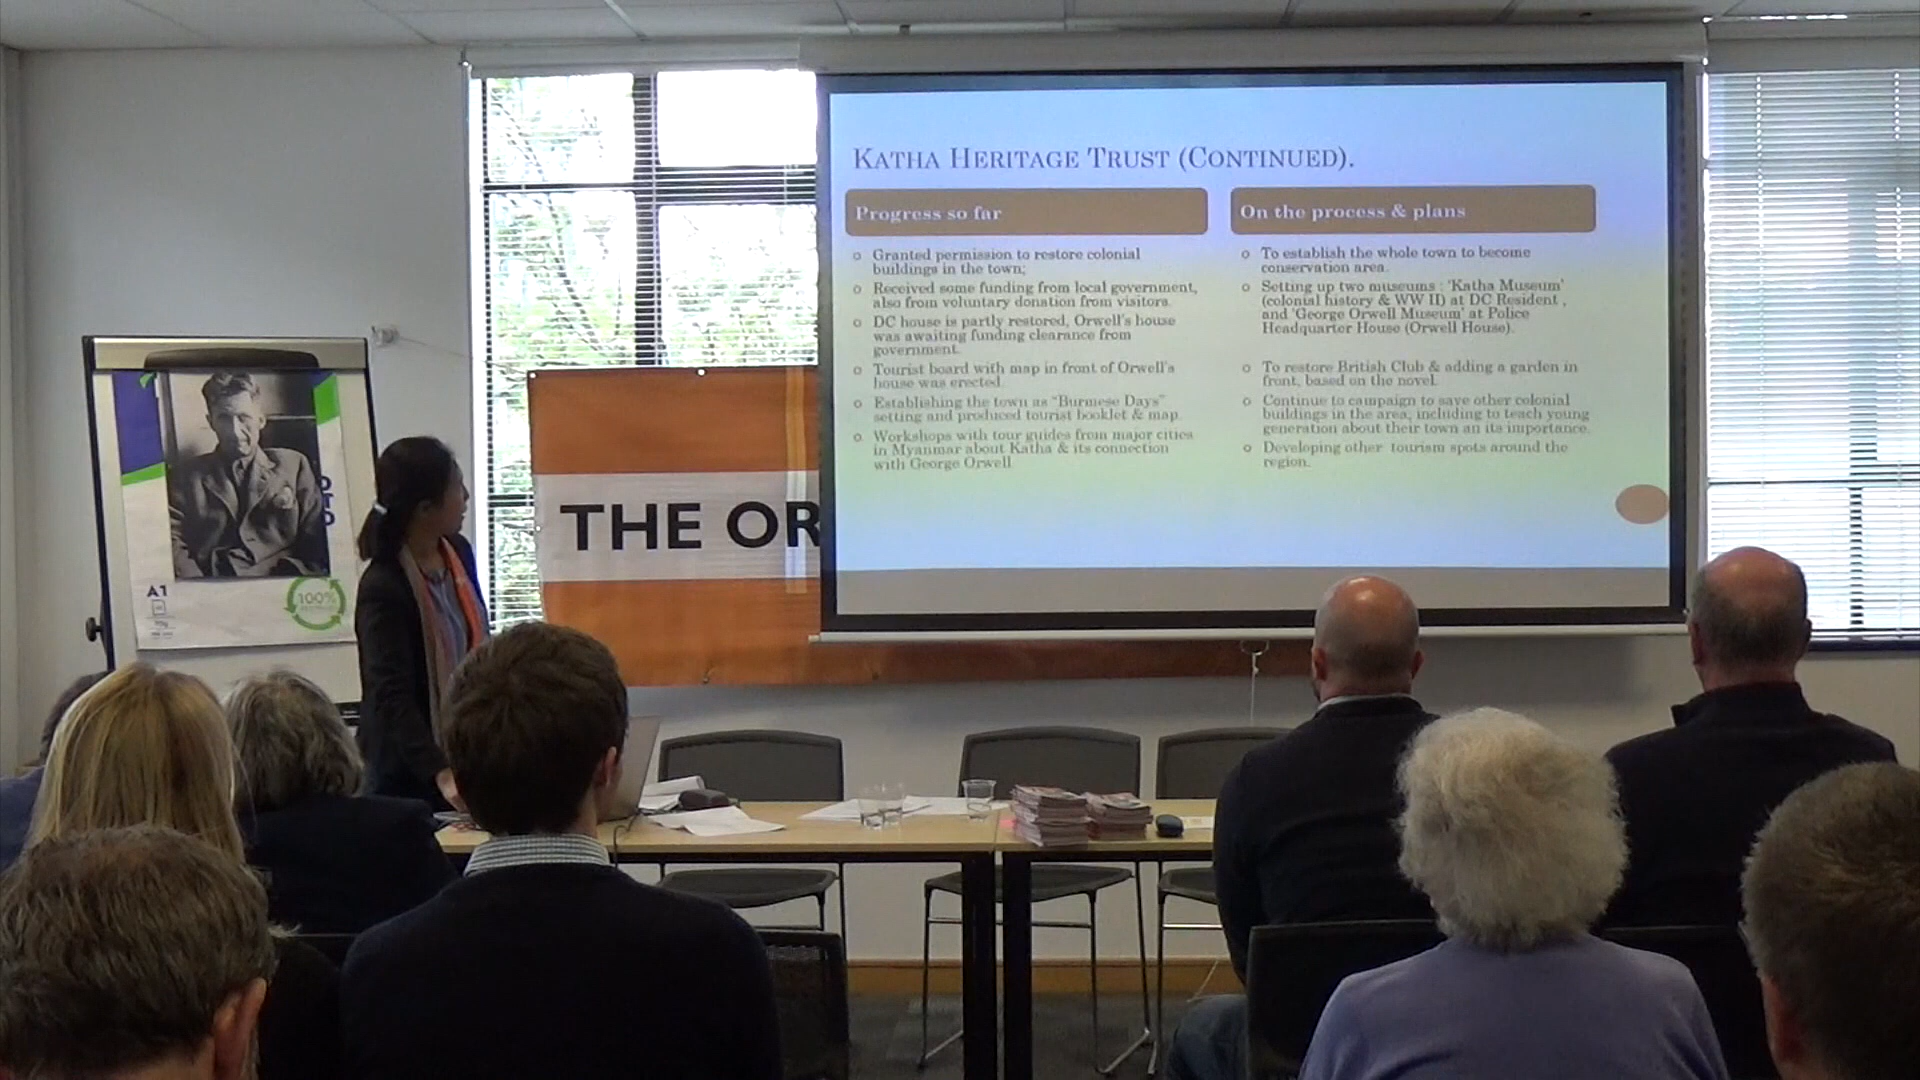 KATHA HERITAGE TRUST (CONTINUED).
Progress so far
Granted permission to restore colonial
buildings in the town;
Received some funding from local government,
also from voluntary donation from visitors.
DC house is partly restored, Orwell's house
was awaiting funding clearance from
government.
Tourist board with map in front of Orwell's
house was erected.
Establishing the town as "Burmese Days"
setting and produced tourist booklet & map.
Workshops with tour guides from major cities
in Myanmar about Katha & its connection
with George Orwell
On the process & plans
To establish the whole town to become
conservation area.
Setting up two museums : 'Katha Museum'
(colonial history & WW II) at DC Resident ,
and 'George Orwell Museum' at Police
Headquarter House (Orwell House).
To restore British Club & adding a garden in
front, based on the novel.
Continue to campaign to save other colonial
buildings in the area, including to teach young
generation about their town an its importance.
Developing other tourism spots around the
region.
THE OR
A1
100%